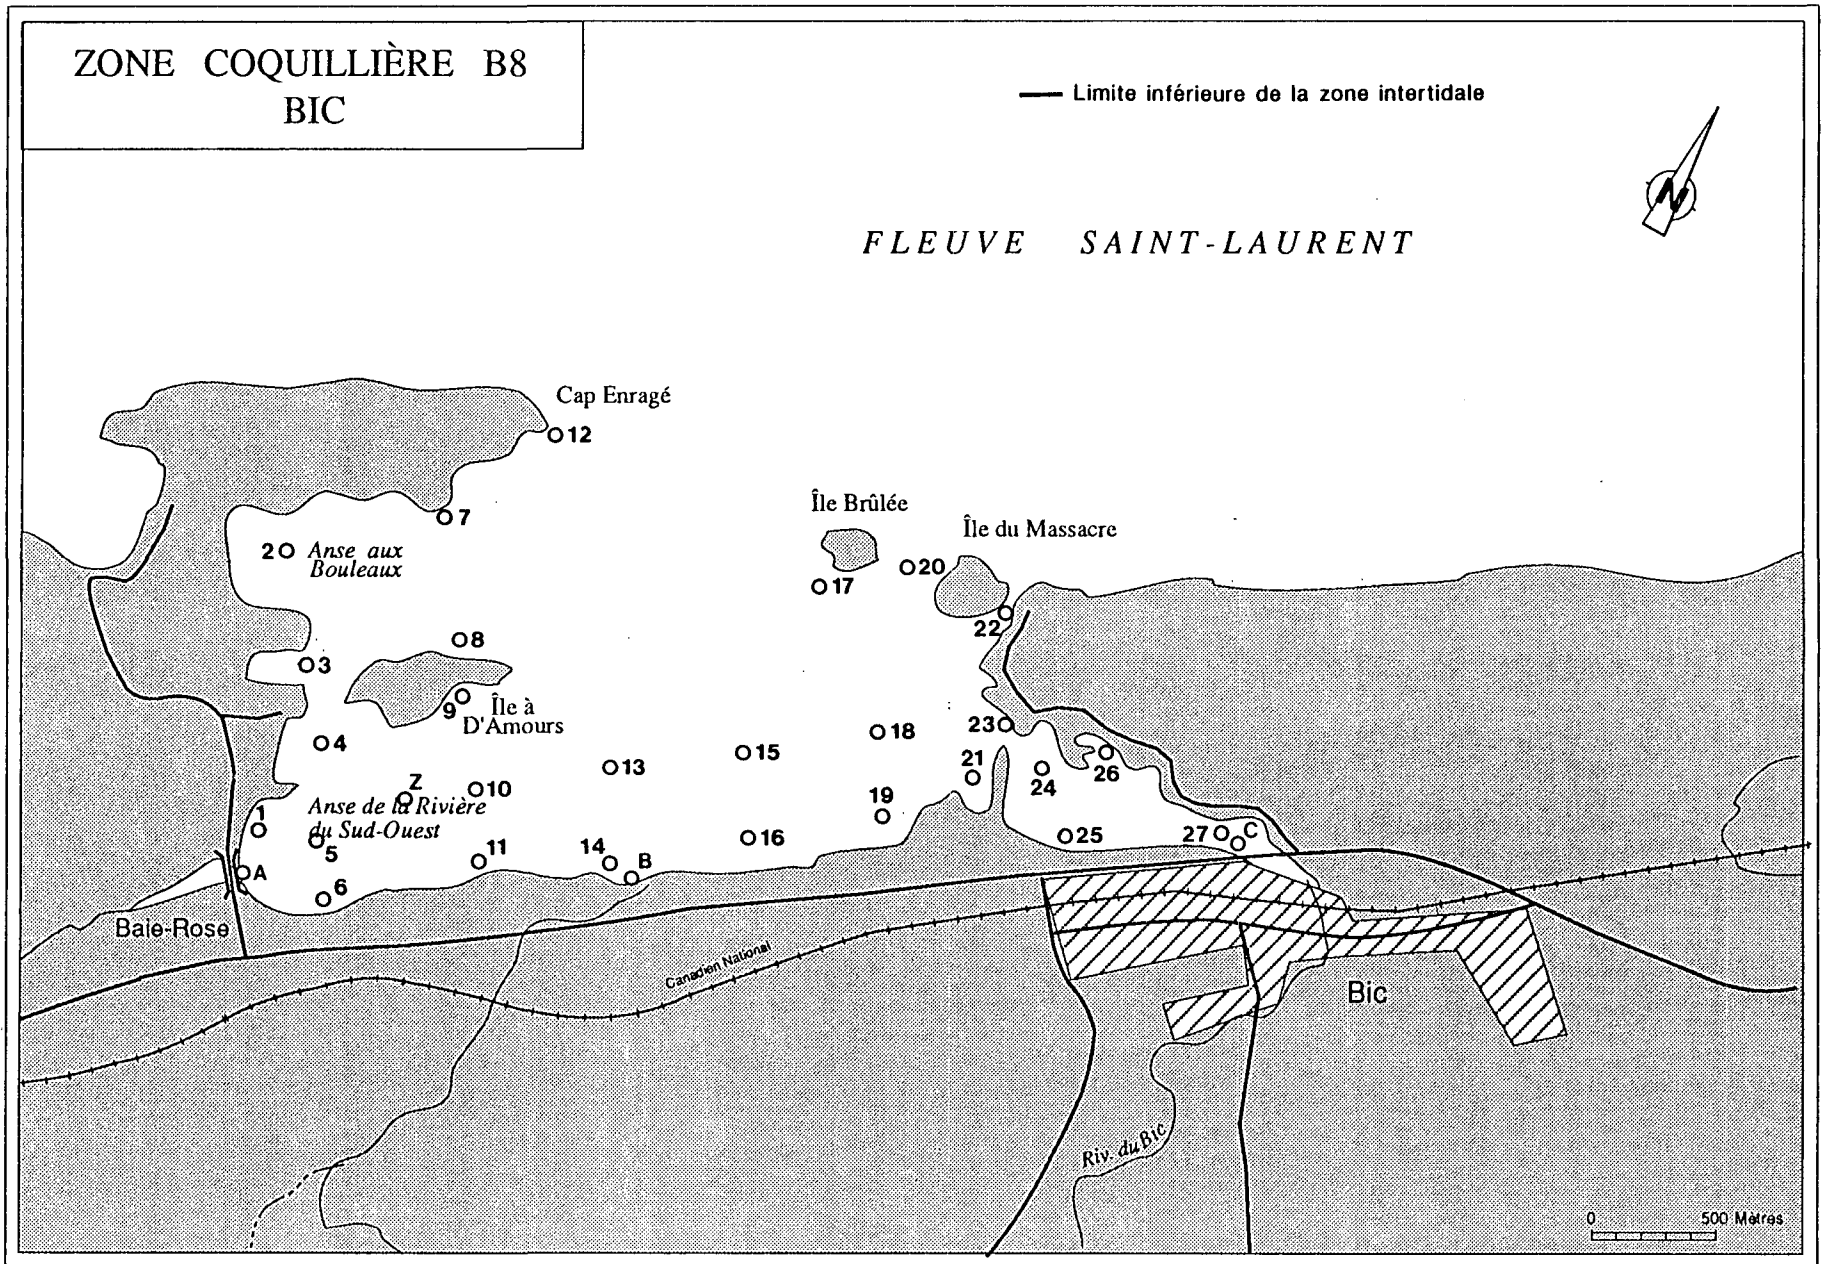 ZONE COQUILLIÈRE B8
BIC
Limite inférieure de la zone intertidale
N
FLEUVE SAINT-LAURENT
Cap Enragé
12
Île Brûlée
7
Île du Massacre
2 Anse aux
Bouleaux
20
17
22
8
3
9
Île à
D'Amours
23
18
4
15
13
21
26
24
Z
10
Anse de la Rivière
du Sud-Ouest
19
1
5
16
25
27
C
11
14
B
A
6
Baie-Rose
Canadien National
Bic
Riv. du Bic
0 500 Mètres